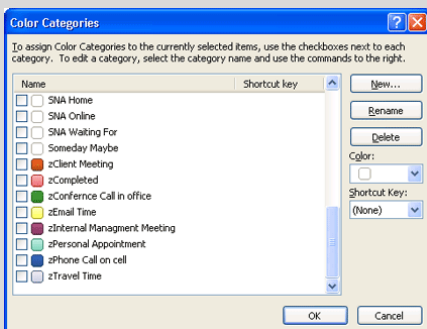 Color Categories
To assign Color Categories to the currently selected items, use the checkboxes next to each
category. To edit a category, select the category name and use the commands to the right.
Name Shortcut key
SNA Home
SNA Online
SNA Waiting For
Someday Maybe
zClient Meeting
zCompleted
zConfernce Call in office
zEmail Time
zInternal Managment Meeting
zPersonal Appointment
zPhone Call on cell
zTravel Time
New...
Rename
Delete
Color:
Shortcut Key:
(None)
OK Cancel